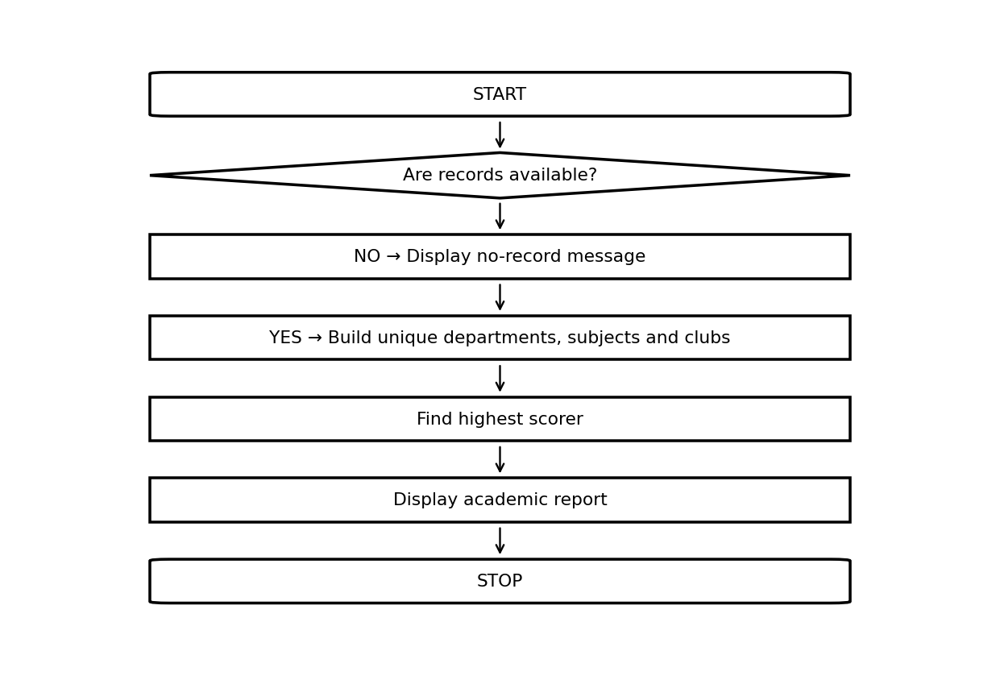 START
Are records available?
NO → Display no-record message
YES → Build unique departments, subjects and clubs
Find highest scorer
Display academic report
STOP